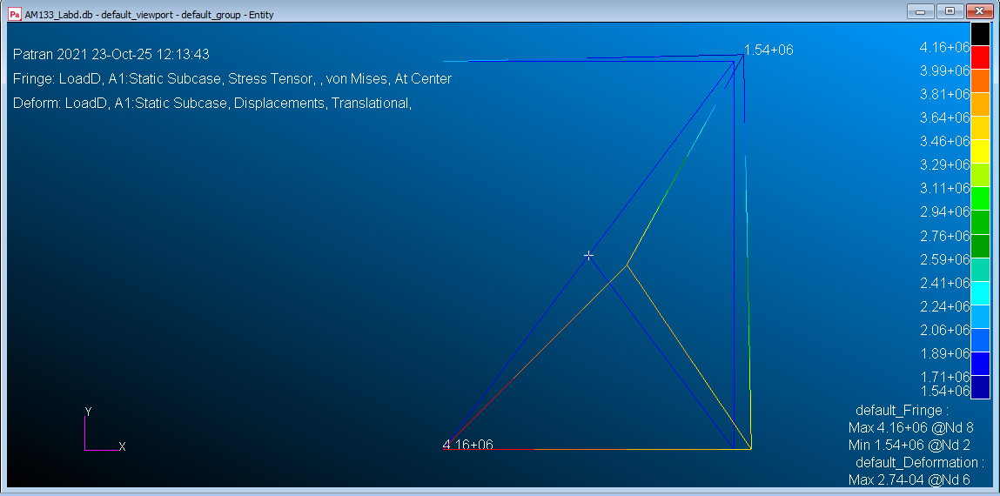 Pa AM133_Labd.db - default_viewport - default_group - Entity
Patran 2021 23-Oct-25 12:13:43
Fringe: LoadD, A1:Static Subcase, Stress Tensor, , von Mises, At Center
Deform: LoadD, A1:Static Subcase, Displacements, Translational,
1.54+06
4.16+06
3.99+06
3.81+06
3.64+06
3.46+06
3.29+06
3.11+06
2.94+06
2.76+06
2.59+06
2.41+06
2.24+06
2.06+06
1.89+06
1.71+06
1.54+06
4.16+06
Y
X
default_Fringe :
Max 4.16+06 @Nd 8
Min 1.54+06 @Nd 2
default_Deformation :
Max 2.74-04 @Nd 6